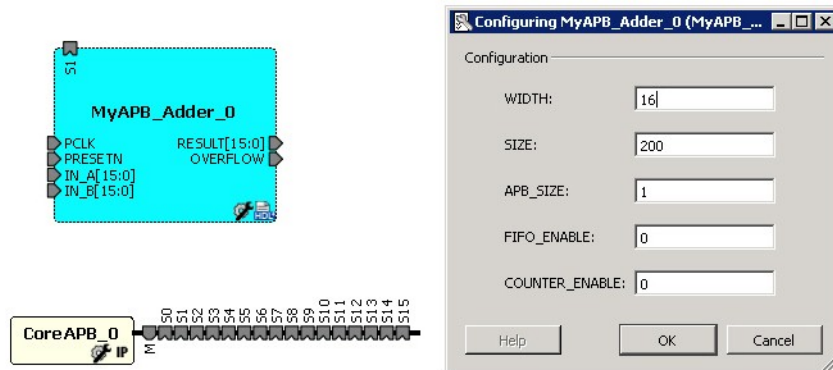 S1
MyAPB_Adder_0
PCLK RESULT[15:0]
PRESETN OVERFLOW
IN_A[15:0]
IN_B[15:0]
HDL
CoreAPB_0
IP
M S0 S1 S2 S3 S4 S5 S6 S7 S8 S9 S10 S11 S12 S13 S14 S15
Configuring MyAPB_Adder_0 (MyAPB_...
Configuration
WIDTH: 16
SIZE: 200
APB_SIZE: 1
FIFO_ENABLE: 0
COUNTER_ENABLE: 0
Help OK Cancel